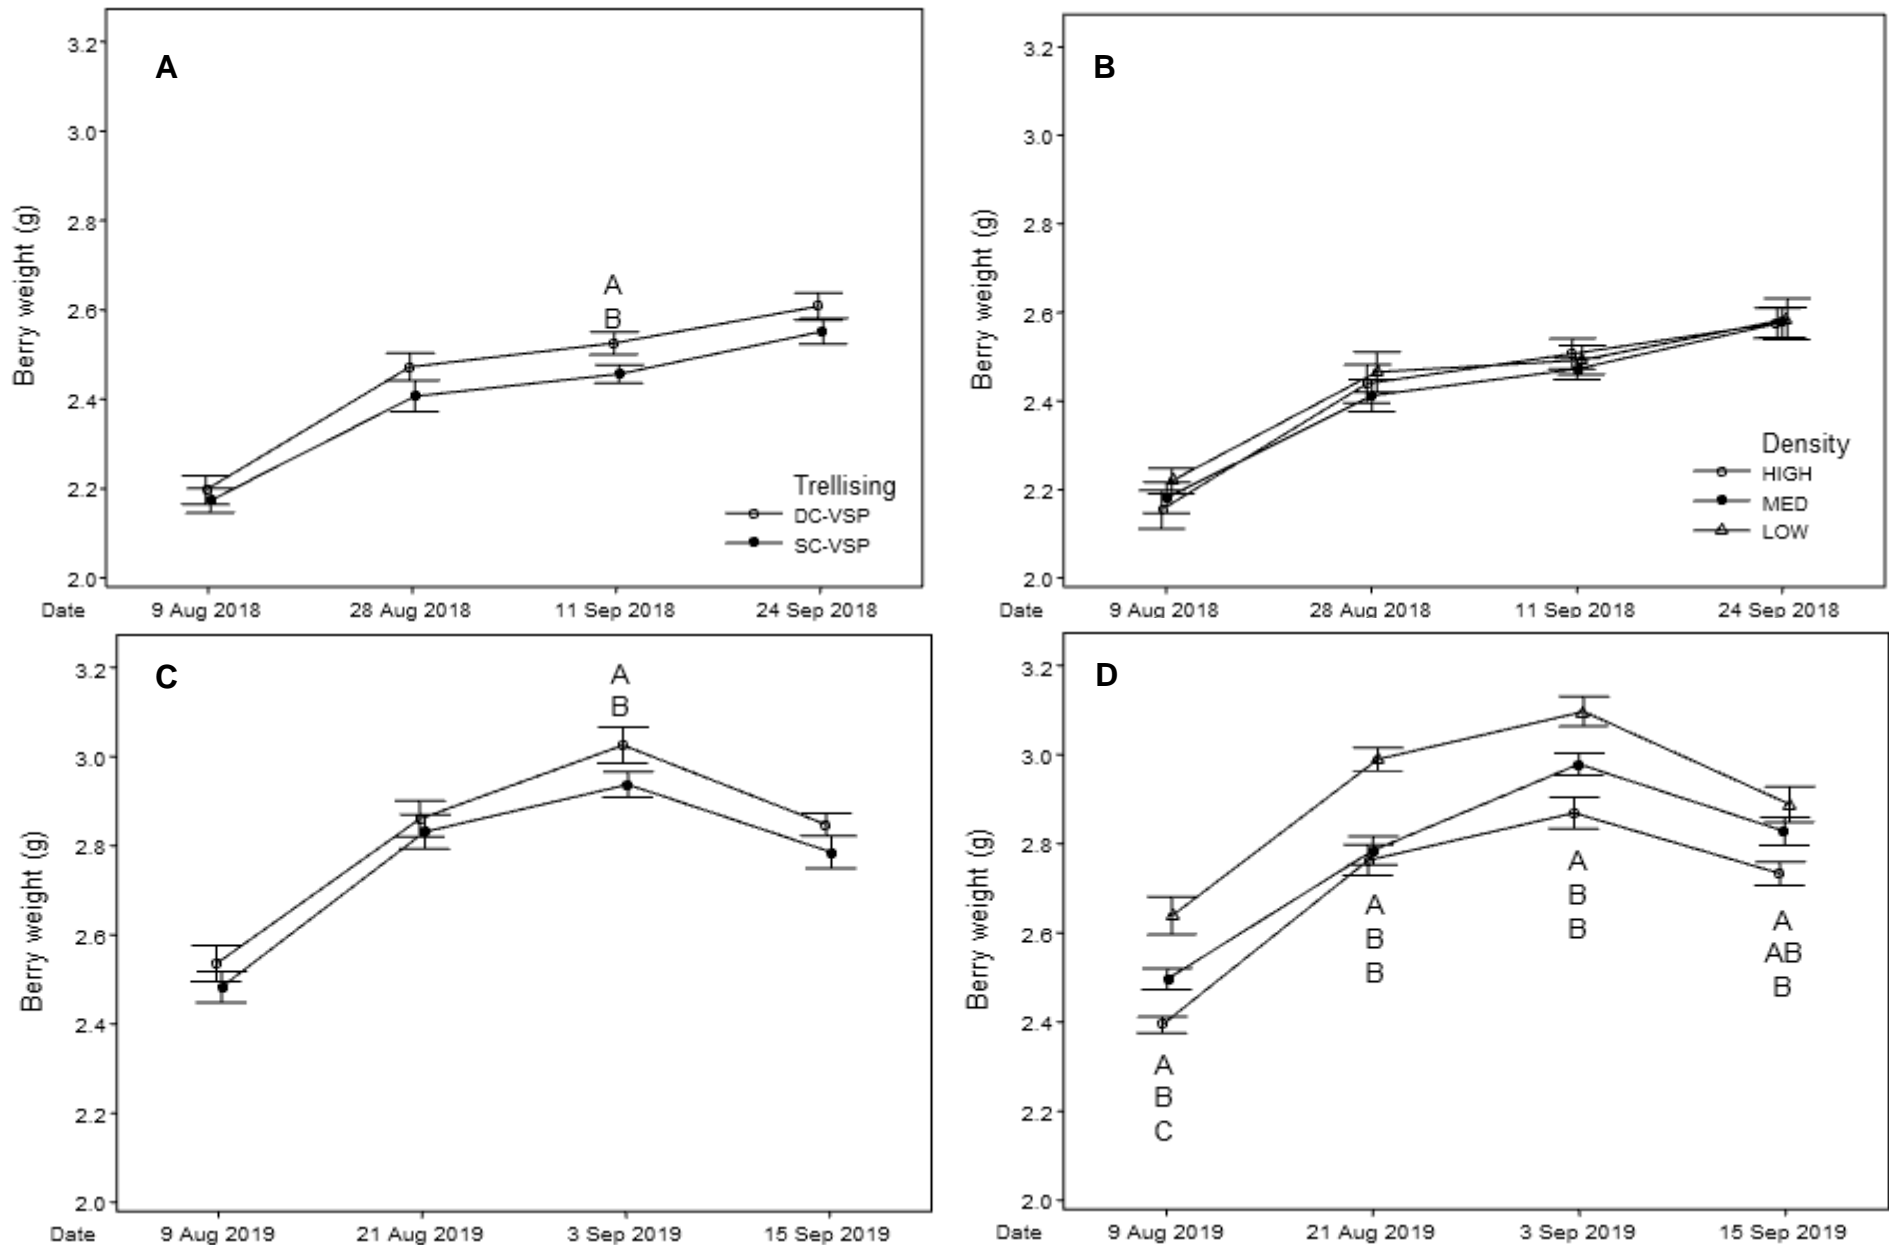 A
Berry weight (g)
3.2
3.0
2.8
2.6
2.4
2.2
2.0
A
B
Trellising
DC-VSP
SC-VSP
Date 9 Aug 2018 28 Aug 2018 11 Sep 2018 24 Sep 2018
B
Berry weight (g)
3.2
3.0
2.8
2.6
2.4
2.2
2.0
Density
HIGH
MED
LOW
Date 9 Aug 2018 28 Aug 2018 11 Sep 2018 24 Sep 2018
C
Berry weight (g)
3.2
3.0
2.8
2.6
2.4
2.2
2.0
A
B
Date 9 Aug 2019 21 Aug 2019 3 Sep 2019 15 Sep 2019
D
Berry weight (g)
3.2
3.0
2.8
2.6
2.4
2.2
2.0
A
B
C
A
B
B
A
B
B
A
AB
B
Date 9 Aug 2019 21 Aug 2019 3 Sep 2019 15 Sep 2019